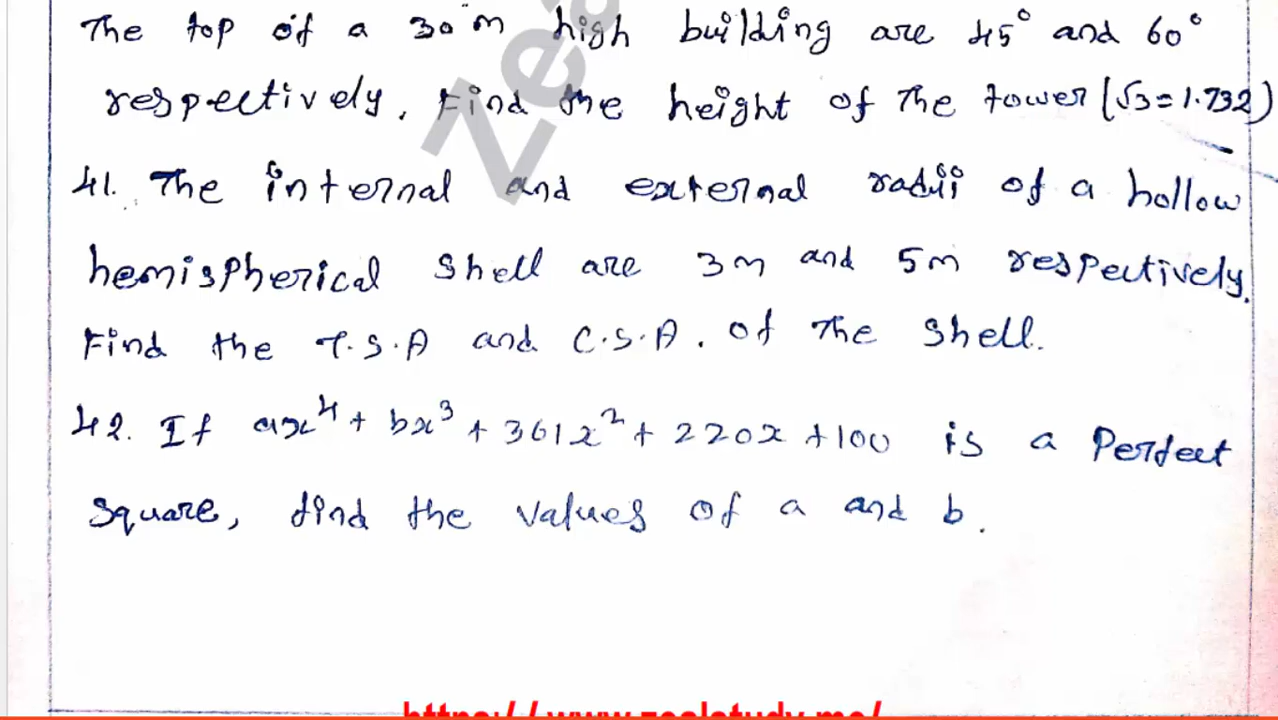 The top of a 30 m high building are 45° and 60°
respectively. Find the height of the tower (√3 = 1.732)
41. The internal and external radii of a hollow
hemispherical shell are 3m and 5m respectively.
Find the T.S.A and C.S.A. of the shell.
42. If ax⁴ + bx³ + 361x² + 220x + 100 is a Perfect
square, find the values of a and b.